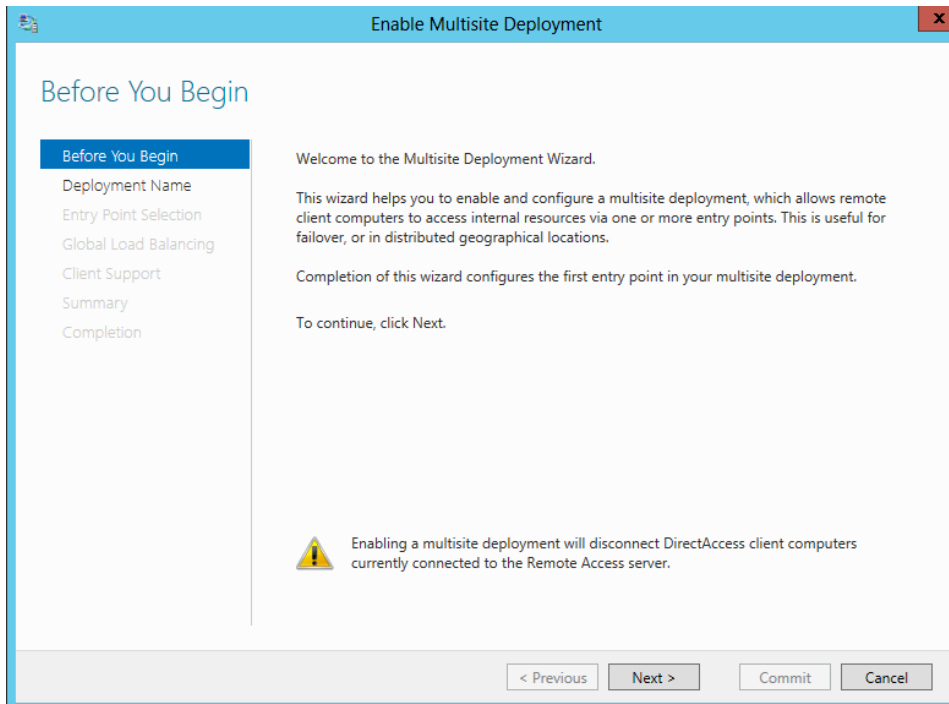 Enable Multisite Deployment
x
Before You Begin
Before You Begin
Deployment Name
Entry Point Selection
Global Load Balancing
Client Support
Summary
Completion
Welcome to the Multisite Deployment Wizard.
This wizard helps you to enable and configure a multisite deployment, which allows remote
client computers to access internal resources via one or more entry points. This is useful for
failover, or in distributed geographical locations.
Completion of this wizard configures the first entry point in your multisite deployment.
To continue, click Next.
Enabling a multisite deployment will disconnect DirectAccess client computers
currently connected to the Remote Access server.
< Previous
Next >
Commit
Cancel